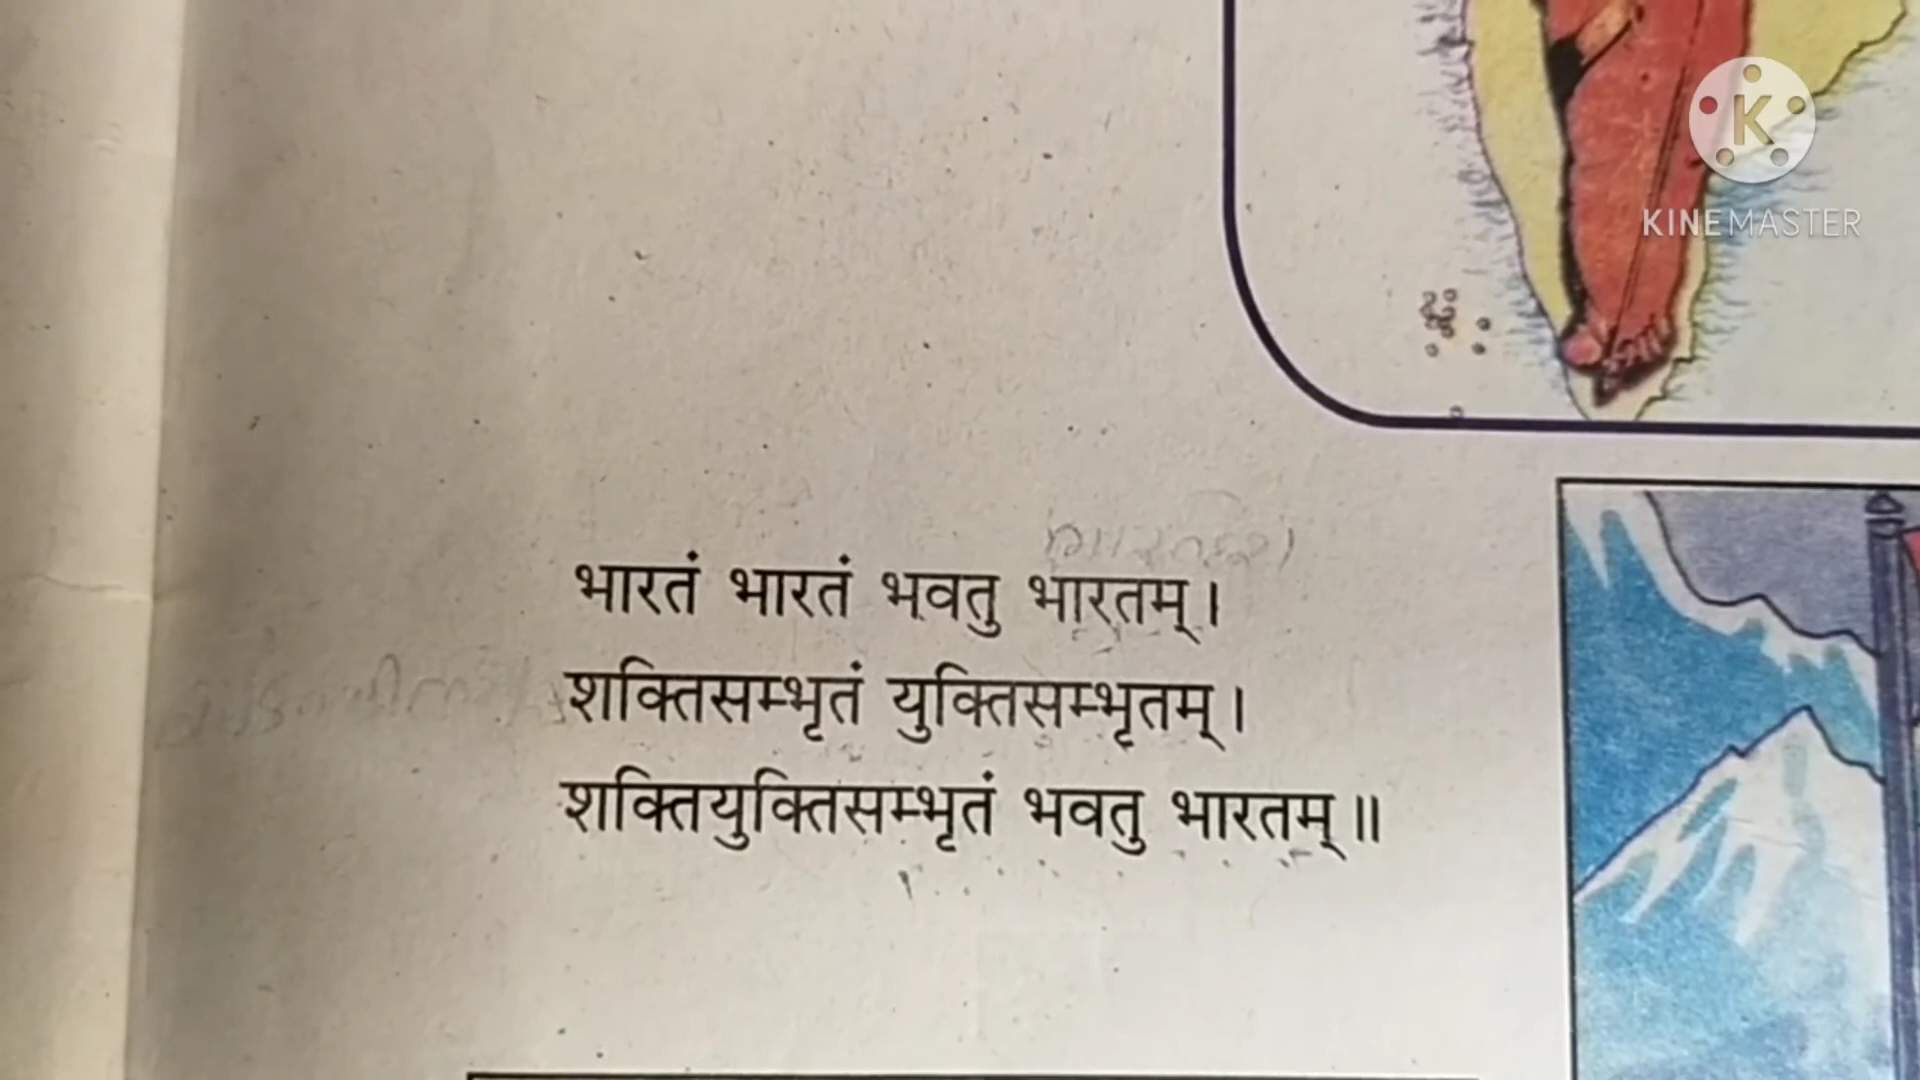 KINEMASTER
भारतं भारतं भवतु भारतम्।
शक्तिसम्भृतं युक्तिसम्भृतम्।
शक्तियुक्तिसम्भृतं भवतु भारतम्॥